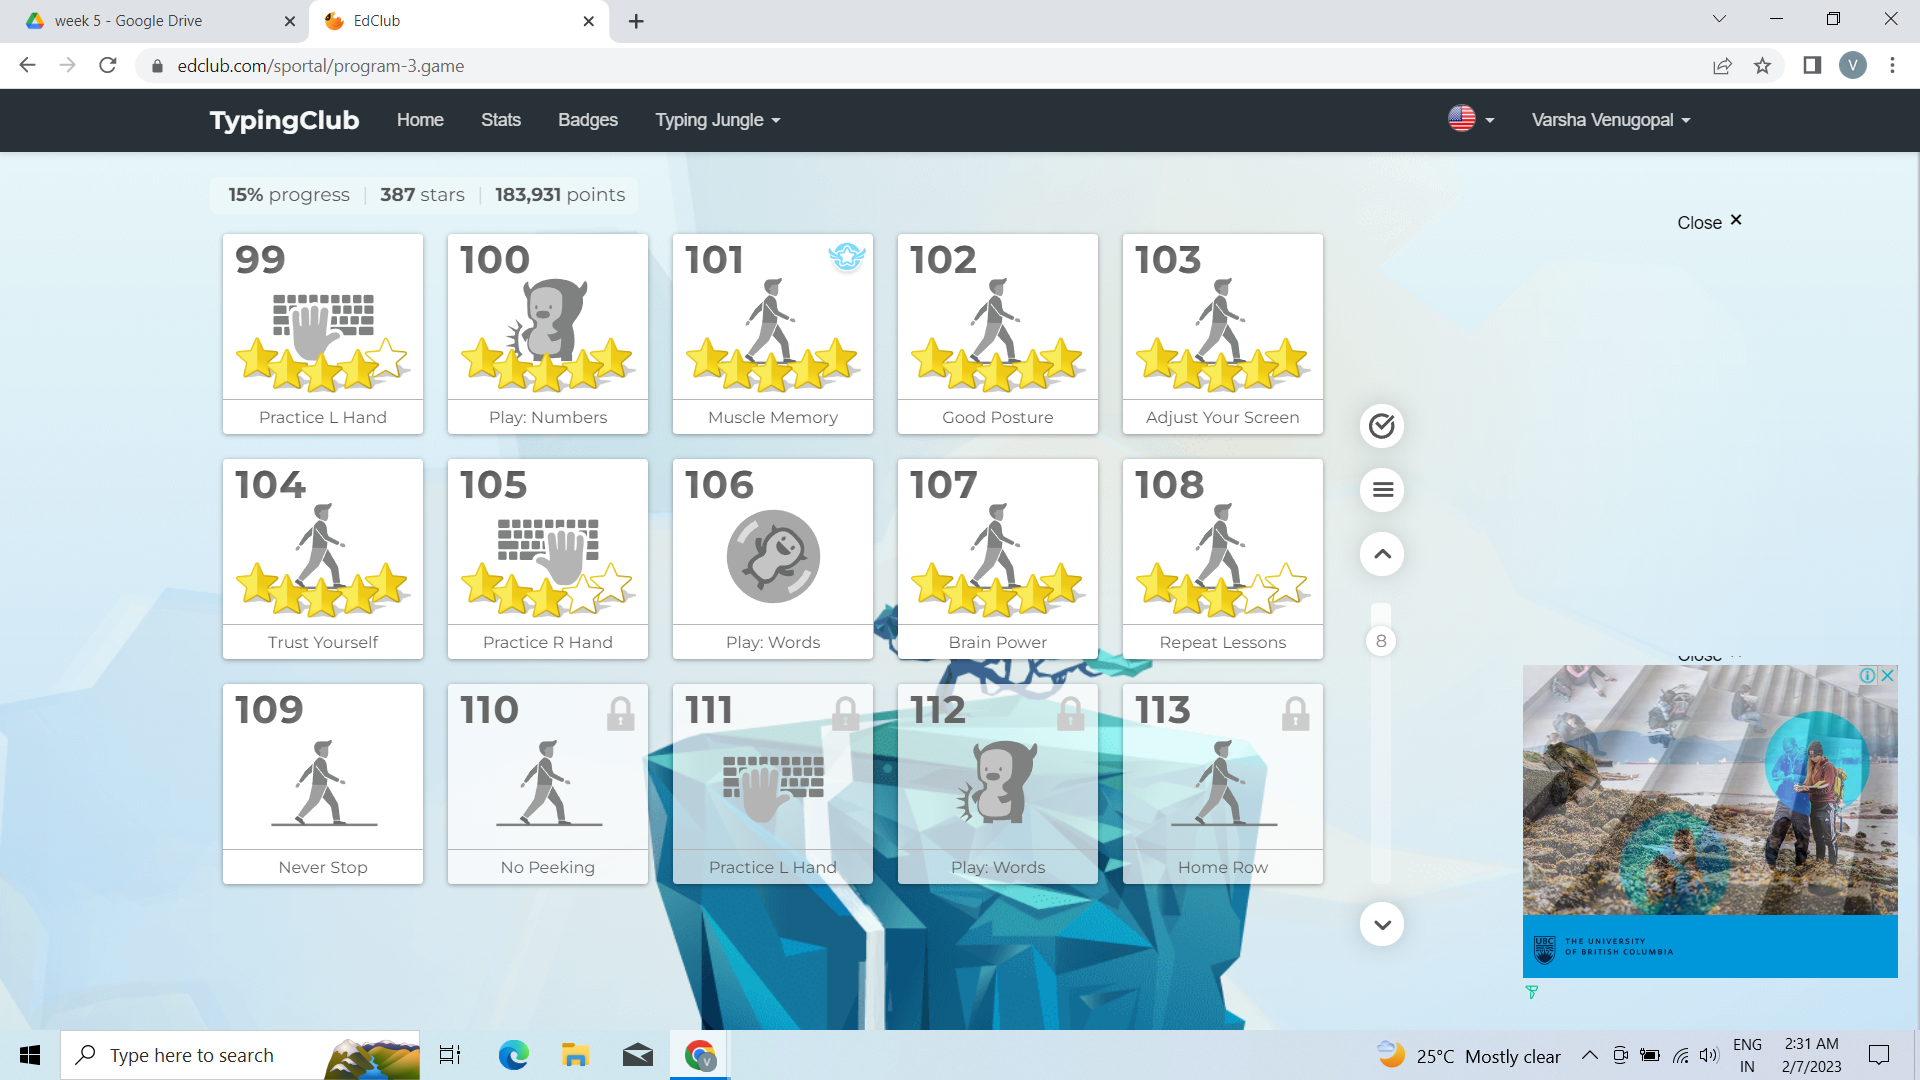 week 5 - Google Drive
EdClub
edclub.com/sportal/program-3.game
V
TypingClub
Home
Stats
Badges
Typing Jungle
Varsha Venugopal
15% progress
387 stars
183,931 points
Close
99
Practice L Hand
100
Play: Numbers
101
Muscle Memory
102
Good Posture
103
Adjust Your Screen
104
Trust Yourself
105
Practice R Hand
106
Play: Words
107
Brain Power
108
Repeat Lessons
8
Close
109
Never Stop
110
No Peeking
111
Practice L Hand
112
Play: Words
113
Home Row
UBC
THE UNIVERSITY
OF BRITISH COLUMBIA
Type here to search
V
25°C Mostly clear
ENG
IN
2:31 AM
2/7/2023